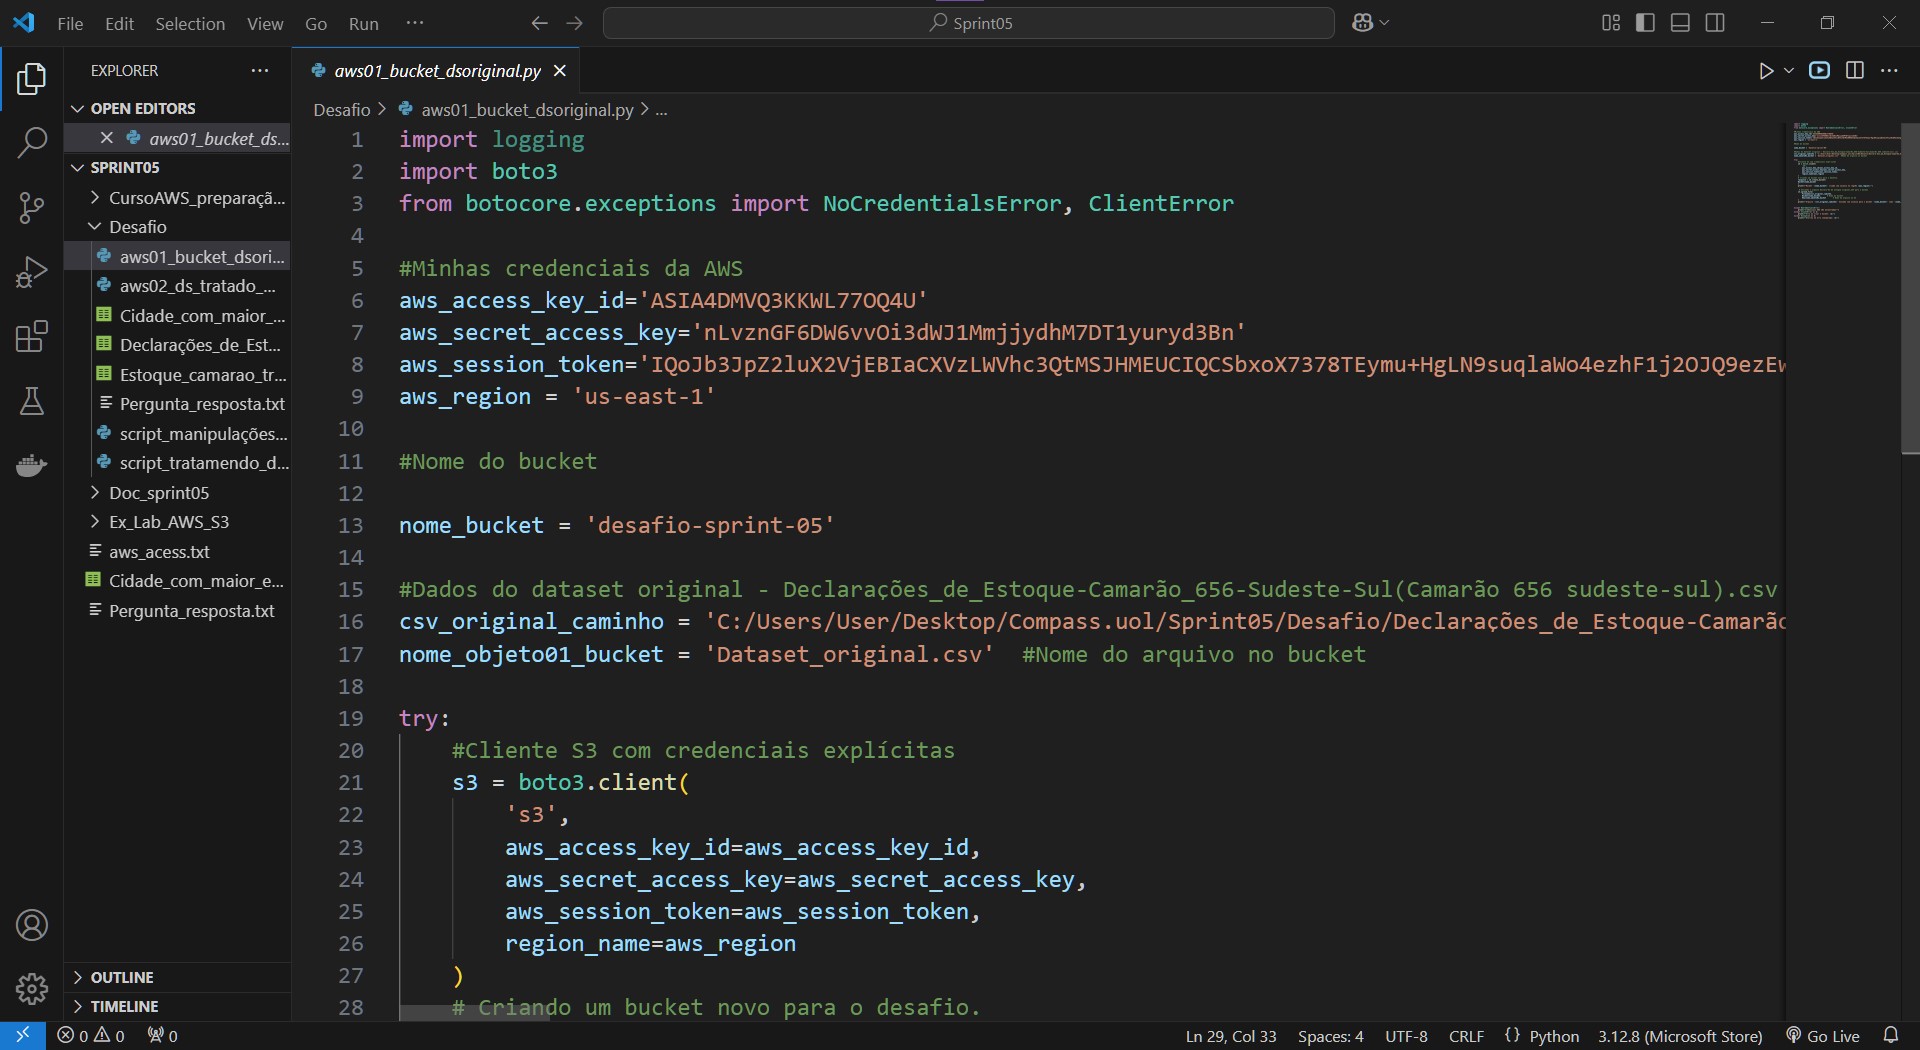 File Edit Selection View Go Run ···
Sprint05
EXPLORER ···
OPEN EDITORS
aws01_bucket_ds...
SPRINT05
CursoAWS_preparaçã...
Desafio
aws01_bucket_dsori...
aws02_ds_tratado_...
Cidade_com_maior_...
Declarações_de_Est...
Estoque_camarao_tr...
Pergunta_resposta.txt
script_manipulações...
script_tratamendo_d...
Doc_sprint05
Ex_Lab_AWS_S3
aws_acess.txt
Cidade_com_maior_e...
Pergunta_resposta.txt
OUTLINE
TIMELINE
aws01_bucket_dsoriginal.py
Desafio > aws01_bucket_dsoriginal.py > ...
1 import logging
2 import boto3
3 from botocore.exceptions import NoCredentialsError, ClientError
4
5 #Minhas credenciais da AWS
6 aws_access_key_id='ASIA4DMVQ3KKWL77OQ4U'
7 aws_secret_access_key='nLvznGF6DW6vvOi3dWJ1MmjjydhM7DT1yuryd3Bn'
8 aws_session_token='IQoJb3JpZ2luX2VjEBIaCXVzLWVhc3QtMSJHMEUCIQCSbxoX7378TEymu+HgLN9suqlaWo4ezhF1j2OJQ9ezEw
9 aws_region = 'us-east-1'
10
11 #Nome do bucket
12
13 nome_bucket = 'desafio-sprint-05'
14
15 #Dados do dataset original - Declarações_de_Estoque-Camarão_656-Sudeste-Sul(Camarão 656 sudeste-sul).csv
16 csv_original_caminho = 'C:/Users/User/Desktop/Compass.uol/Sprint05/Desafio/Declarações_de_Estoque-Camarão
17 nome_objeto01_bucket = 'Dataset_original.csv' #Nome do arquivo no bucket
18
19 try:
20 #Cliente S3 com credenciais explícitas
21 s3 = boto3.client(
22 's3',
23 aws_access_key_id=aws_access_key_id,
24 aws_secret_access_key=aws_secret_access_key,
25 aws_session_token=aws_session_token,
26 region_name=aws_region
27 )
28 # Criando um bucket novo para o desafio.
0 0 0 Ln 29, Col 33 Spaces: 4 UTF-8 CRLF {} Python 3.12.8 (Microsoft Store) Go Live